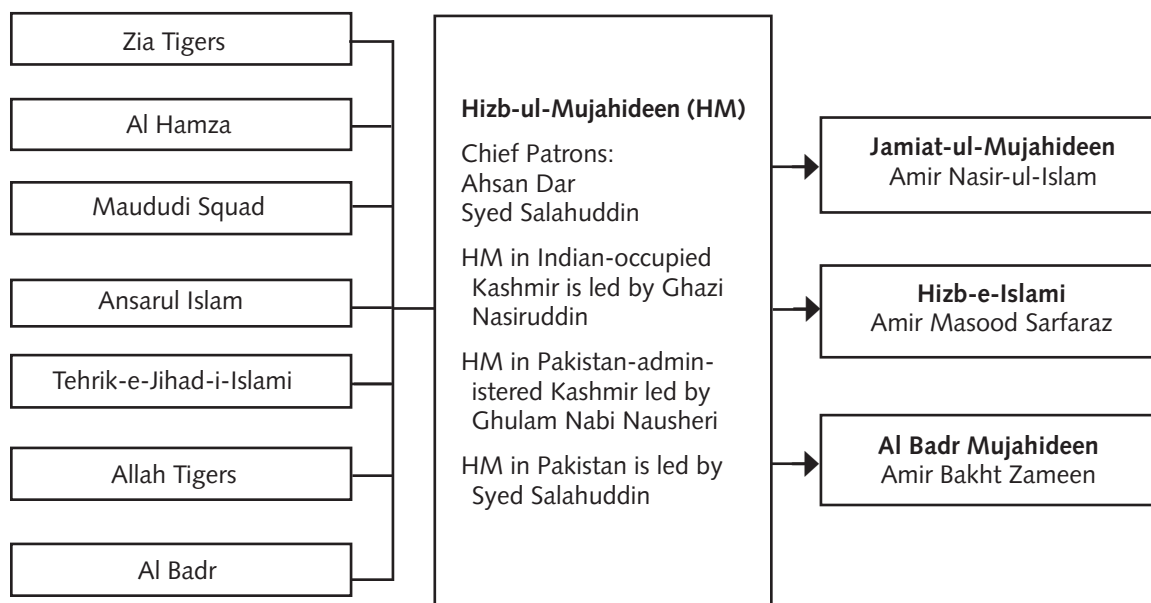 Zia Tigers
Al Hamza
Maududi Squad
Ansarul Islam
Tehrik-e-Jihad-i-Islami
Allah Tigers
Al Badr
Hizb-ul-Mujahideen (HM)
Chief Patrons:
Ahsan Dar
Syed Salahuddin
HM in Indian-occupied
Kashmir is led by Ghazi
Nasiruddin
HM in Pakistan-admin-
istered Kashmir led by
Ghulam Nabi Nausheri
HM in Pakistan is led by
Syed Salahuddin
Jamiat-ul-Mujahideen
Amir Nasir-ul-Islam
Hizb-e-Islami
Amir Masood Sarfaraz
Al Badr Mujahideen
Amir Bakht Zameen